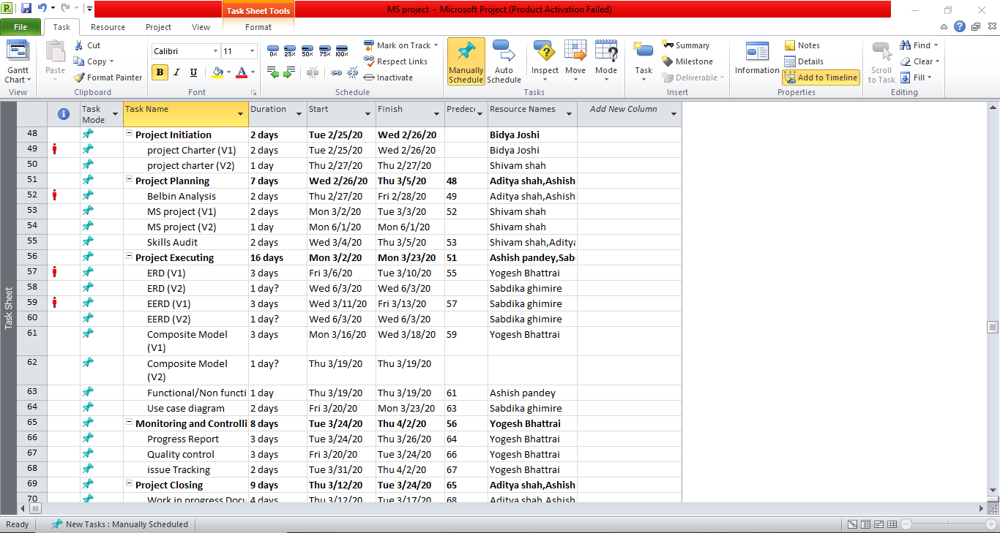 MS project - Microsoft Project (Product Activation Failed)
Task Sheet Tools
File Task Resource Project View Format
Gantt Chart
View
Paste
Cut
Copy
Format Painter
Clipboard
Calibri 11
B I U A
Font
0% 25% 50% 75% 100%
Mark on Track
Respect Links
Inactivate
Schedule
Manually Schedule
Auto Schedule
Inspect Move Mode
Tasks
Task
Summary
Milestone
Deliverable
Insert
Information
Notes
Details
Add to Timeline
Properties
Scroll to Task
Find
Clear
Fill
Editing
Task Mode Task Name Duration Start Finish Predec Resource Names Add New Column
48 Project Initiation 2 days Tue 2/25/20 Wed 2/26/20 Bidya Joshi
49 project Charter (V1) 2 days Tue 2/25/20 Wed 2/26/20 Bidya Joshi
50 project charter (V2) 1 day Thu 2/27/20 Thu 2/27/20 Shivam shah
51 Project Planning 7 days Wed 2/26/20 Thu 3/5/20 48 Aditya shah,Ashish
52 Belbin Analysis 2 days Thu 2/27/20 Fri 2/28/20 49 Aditya shah,Ashish
53 MS project (V1) 2 days Mon 3/2/20 Tue 3/3/20 52 Shivam shah
54 MS project (V2) 1 day Mon 6/1/20 Mon 6/1/20 Shivam shah
55 Skills Audit 2 days Wed 3/4/20 Thu 3/5/20 53 Shivam shah,Aditya
56 Project Executing 16 days Mon 3/2/20 Mon 3/23/20 51 Ashish pandey,Sab
57 ERD (V1) 3 days Fri 3/6/20 Tue 3/10/20 55 Yogesh Bhattrai
58 ERD (V2) 1 day? Wed 6/3/20 Wed 6/3/20 Sabdika ghimire
59 EERD (V1) 3 days Wed 3/11/20 Fri 3/13/20 57 Sabdika ghimire
60 EERD (V2) 1 day? Wed 6/3/20 Wed 6/3/20 Sabdika ghimire
61 Composite Model (V1) 3 days Mon 3/16/20 Wed 3/18/20 59 Yogesh Bhattrai
62 Composite Model (V2) 1 day? Thu 3/19/20 Thu 3/19/20
63 Functional/Non functi 1 day Thu 3/19/20 Thu 3/19/20 61 Ashish pandey
64 Use case diagram 2 days Fri 3/20/20 Mon 3/23/20 63 Sabdika ghimire
65 Monitoring and Controlli 8 days Tue 3/24/20 Thu 4/2/20 56 Yogesh Bhattrai
66 Progress Report 3 days Tue 3/24/20 Thu 3/26/20 64 Yogesh Bhattrai
67 Quality control 3 days Fri 3/20/20 Tue 3/24/20 66 Yogesh Bhattrai
68 issue Tracking 2 days Tue 3/31/20 Thu 4/2/20 67 Yogesh Bhattrai
69 Project Closing 9 days Thu 3/12/20 Tue 3/24/20 65 Aditya shah,Ashish
70 Work in progress Docu 4 days Thu 3/12/20 Tue 3/17/20 68 Aditya shah,Ashish
Task Sheet
Ready New Tasks : Manually Scheduled